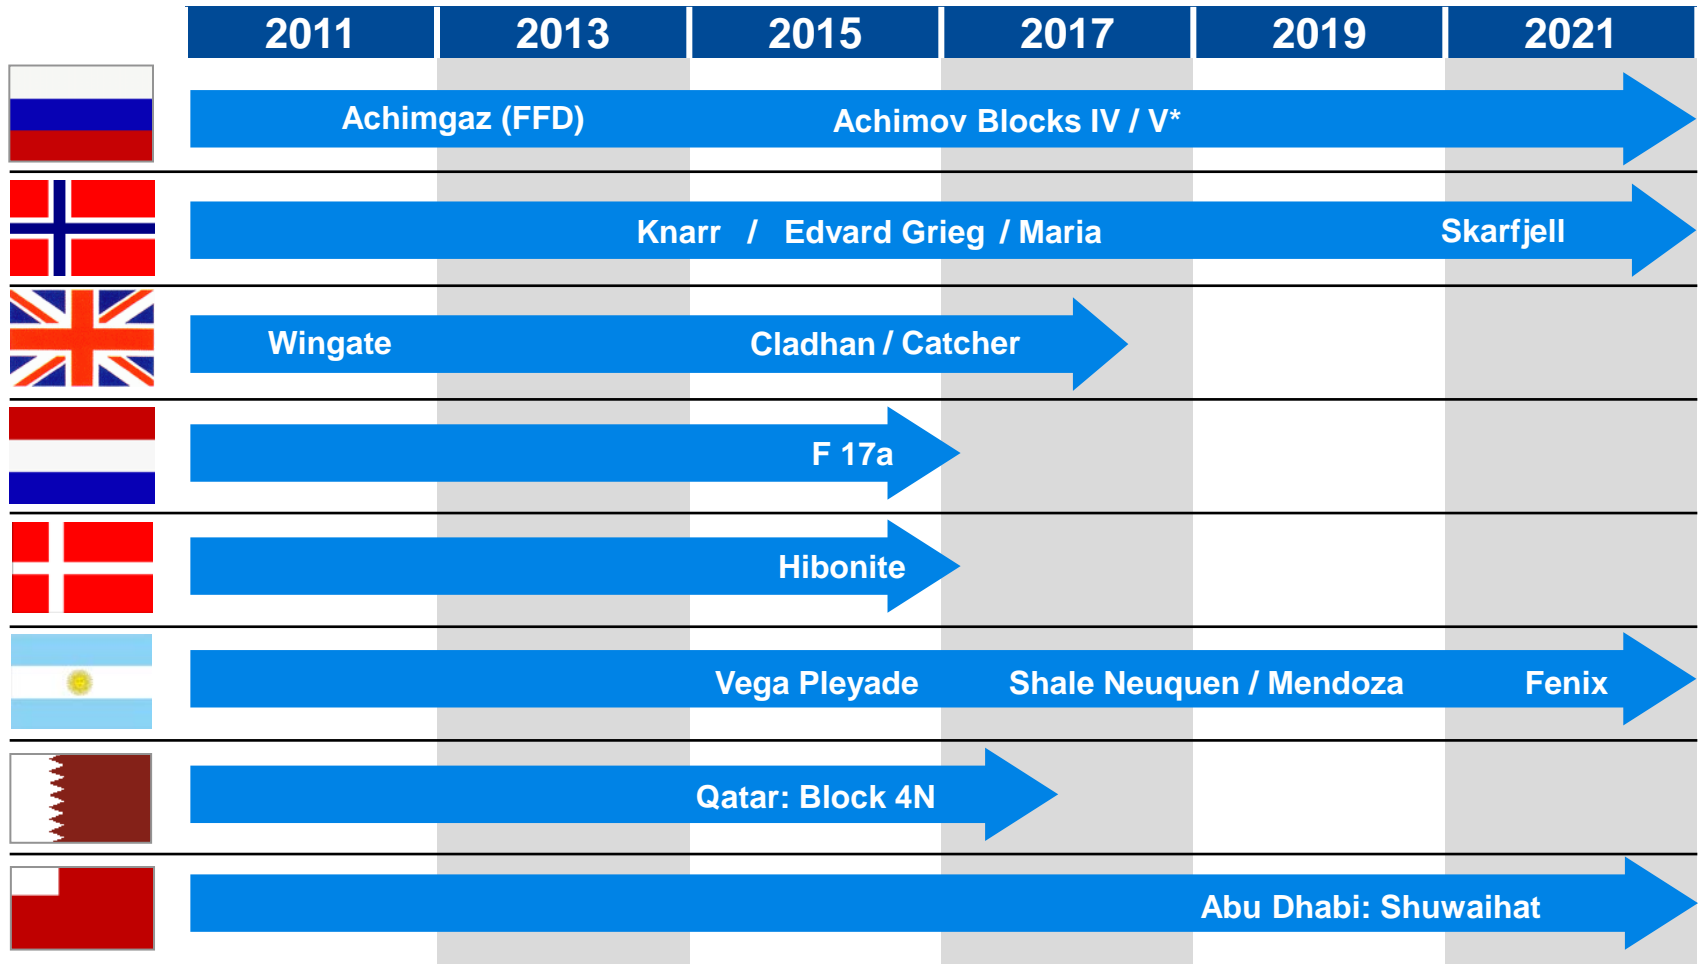 2011 2013 2015 2017 2019 2021
Achimgaz (FFD) Achimov Blocks IV / V*
Knarr / Edvard Grieg / Maria Skarfjell
Wingate Cladhan / Catcher
F 17a
Hibonite
Vega Pleyade Shale Neuquen / Mendoza Fenix
Qatar: Block 4N
Abu Dhabi: Shuwaihat